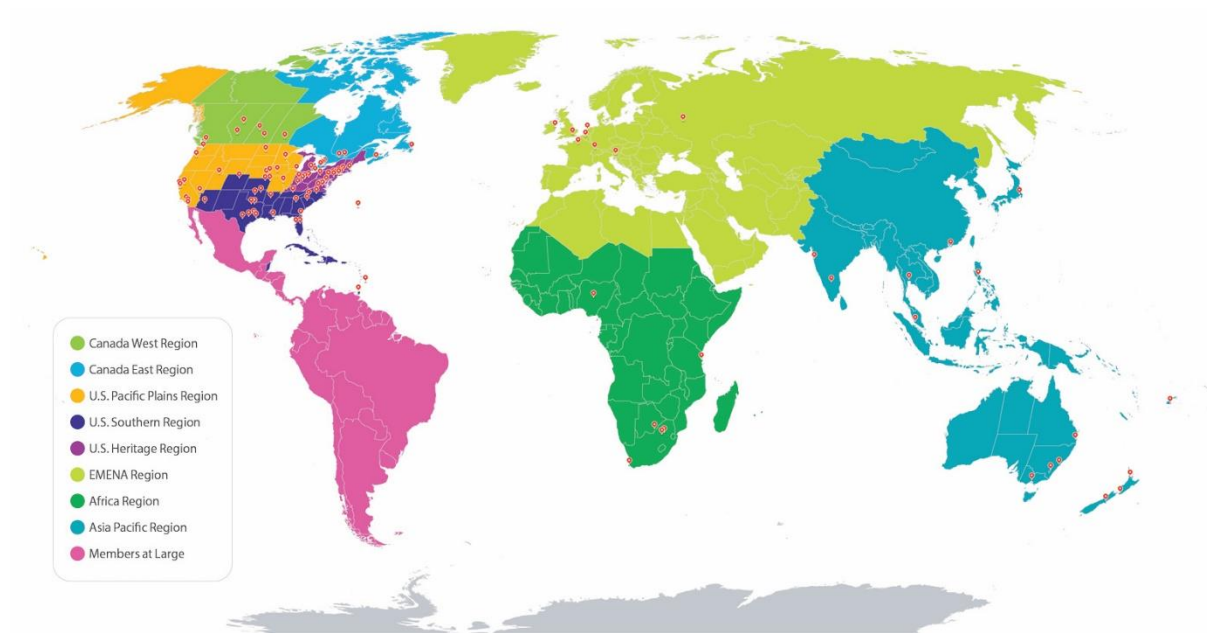 Canada West Region
Canada East Region
U.S. Pacific Plains Region
U.S. Southern Region
U.S. Heritage Region
EMENA Region
Africa Region
Asia Pacific Region
Members at Large